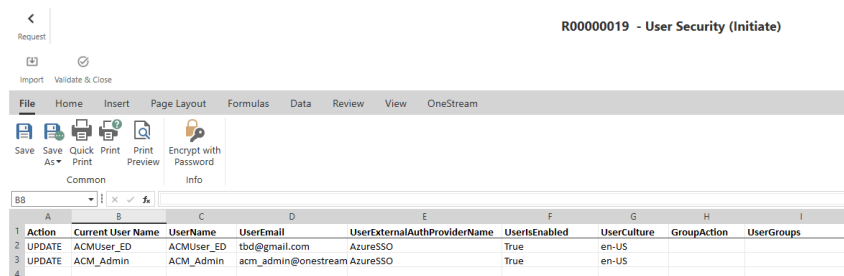 R00000019 - User Security (Initiate)
Request
Import Validate & Close
File Home Insert Page Layout Formulas Data Review View OneStream
Save Save As Quick Print Print Print Preview Encrypt with Password
Common Info
B8 fx
A B C D E F G H I
1 Action Current User Name UserName UserEmail UserExternalAuthProviderName UserIsEnabled UserCulture GroupAction UserGroups
2 UPDATE ACMUser_ED ACMUser_ED tbd@gmail.com AzureSSO True en-US
3 UPDATE ACM_Admin ACM_Admin acm_admin@onestream AzureSSO True en-US
4